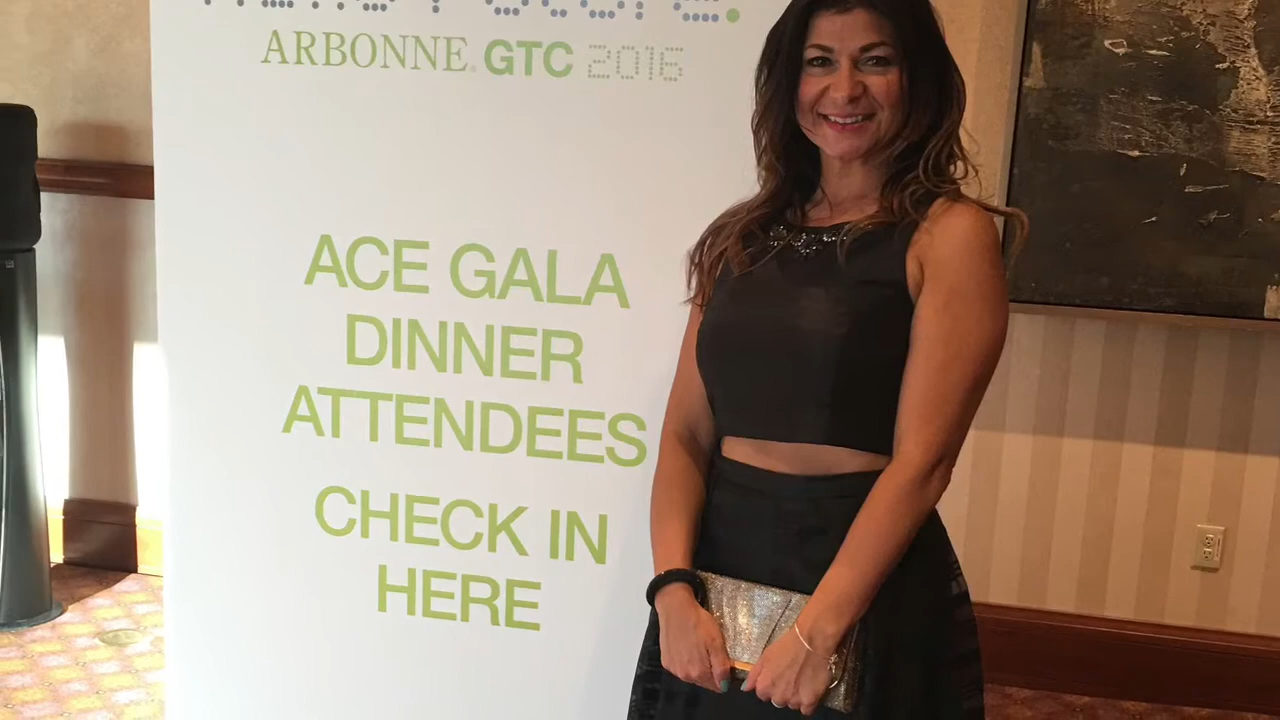 ARBONNE. GTC 2016
ACE GALA
DINNER
ATTENDEES
CHECK IN
HERE